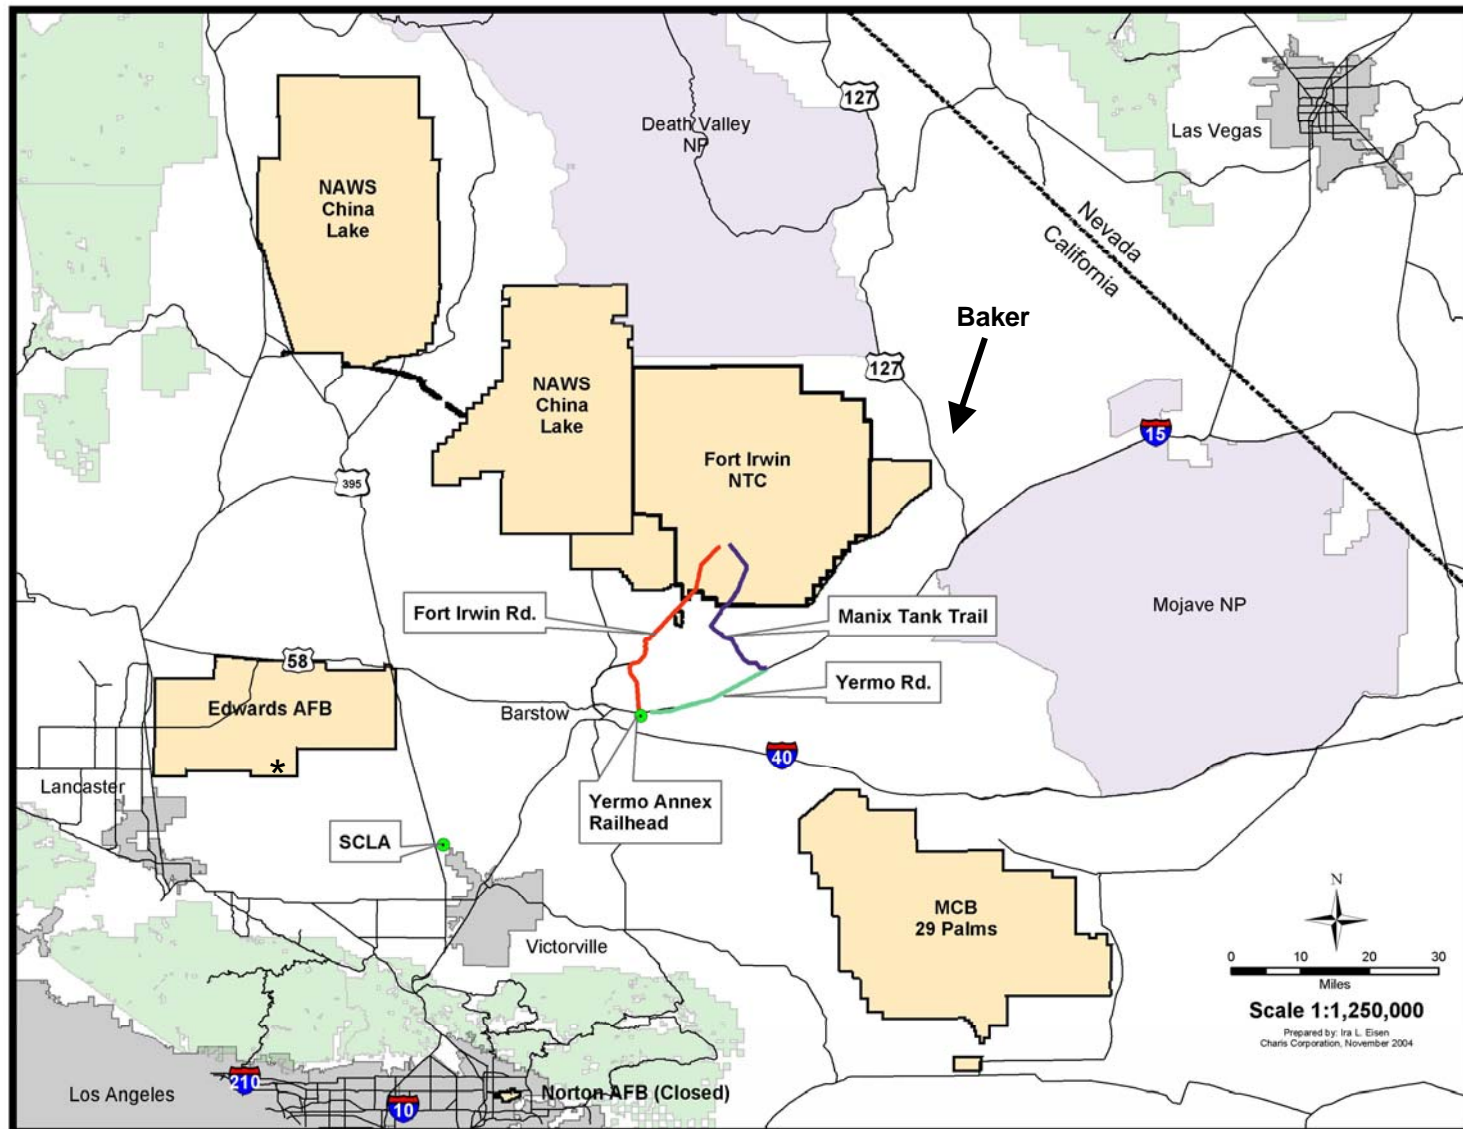 127
Death Valley
NP
Las Vegas
NAWS
China
Lake
Nevada
California
Baker
127
NAWS
China
Lake
15
Fort Irwin
NTC
395
Mojave NP
Fort Irwin Rd.
Manix Tank Trail
58
Yermo Rd.
Edwards AFB
*
Barstow
40
Lancaster
Yermo Annex
Railhead
SCLA
N
MCB
29 Palms
Victorville
0 10 20 30
Miles
Scale 1:1,250,000
Prepared by: Ira L. Eisen
Charis Corporation, November 2004
210
Los Angeles
10
Norton AFB (Closed)